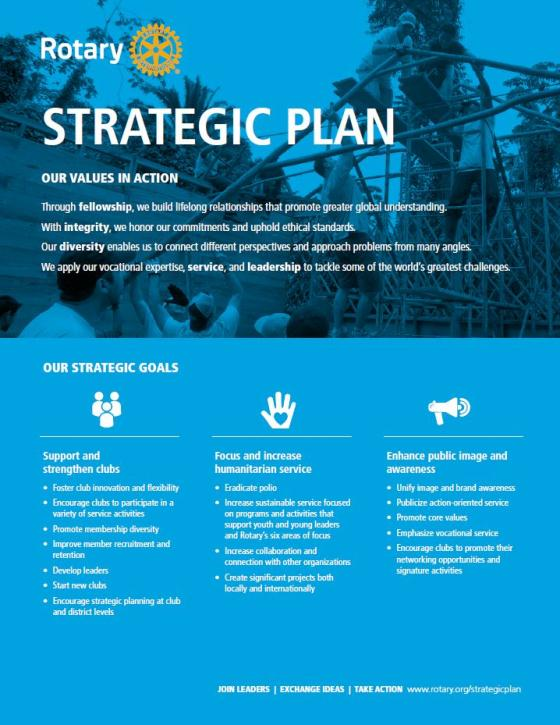 Rotary
STRATEGIC PLAN
OUR VALUES IN ACTION
Through fellowship, we build lifelong relationships that promote greater global understanding.
With integrity, we honor our commitments and uphold ethical standards.
Our diversity enables us to connect different perspectives and approach problems from many angles.
We apply our vocational expertise, service, and leadership to tackle some of the world's greatest challenges.
OUR STRATEGIC GOALS
Support and
strengthen clubs
• Foster club innovation and flexibility
• Encourage clubs to participate in a
variety of service activities
• Promote membership diversity
• Improve member recruitment and
retention
• Develop leaders
• Start new clubs
• Encourage strategic planning at club
and district levels
Focus and increase
humanitarian service
• Eradicate polio
• Increase sustainable service focused
on programs and activities that
support youth and young leaders
and Rotary's six areas of focus
• Increase collaboration and
connection with other organizations
• Create significant projects both
locally and internationally
Enhance public image and
awareness
• Unify image and brand awareness
• Publicize action-oriented service
• Promote core values
• Emphasize vocational service
• Encourage clubs to promote their
networking opportunities and
signature activities
JOIN LEADERS | EXCHANGE IDEAS | TAKE ACTION www.rotary.org/strategicplan